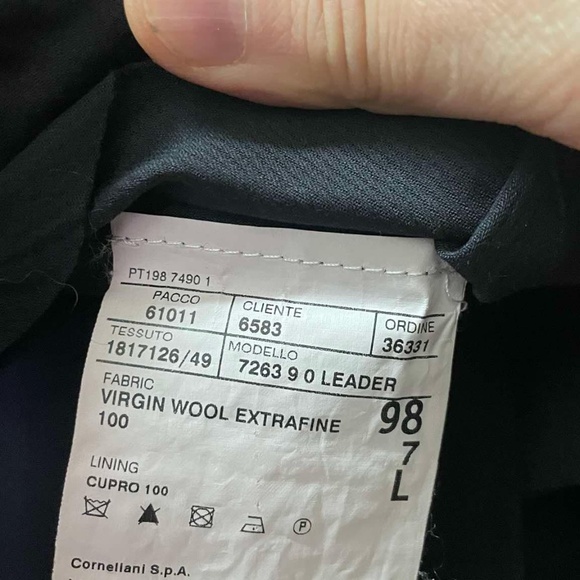 PT198 7490 1
PACCO CLIENTE ORDINE
61011 6583 36331
TESSUTO MODELLO
1817126/49 7263 9 0 LEADER
FABRIC 98
VIRGIN WOOL EXTRAFINE
100 7
L
LINING
CUPRO 100
P
Corneliani S.p.A.